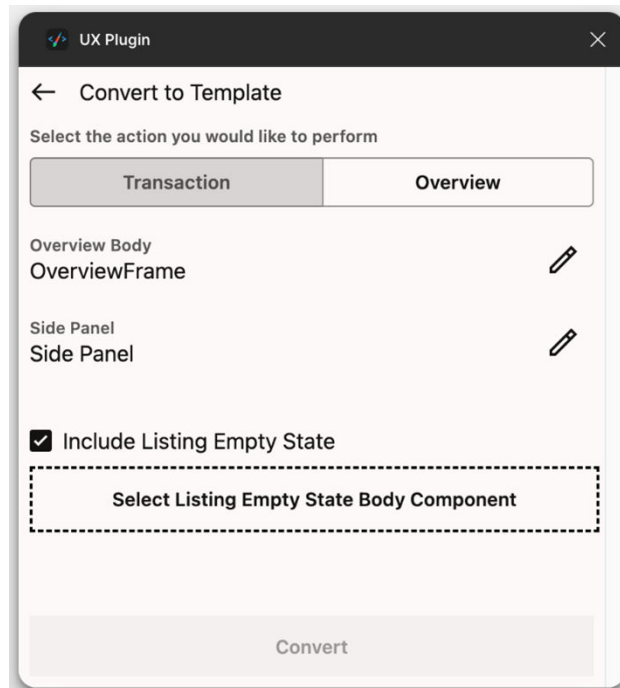 UX Plugin
Convert to Template
Select the action you would like to perform
Transaction
Overview
Overview Body
OverviewFrame
Side Panel
Side Panel
Include Listing Empty State
Select Listing Empty State Body Component
Convert